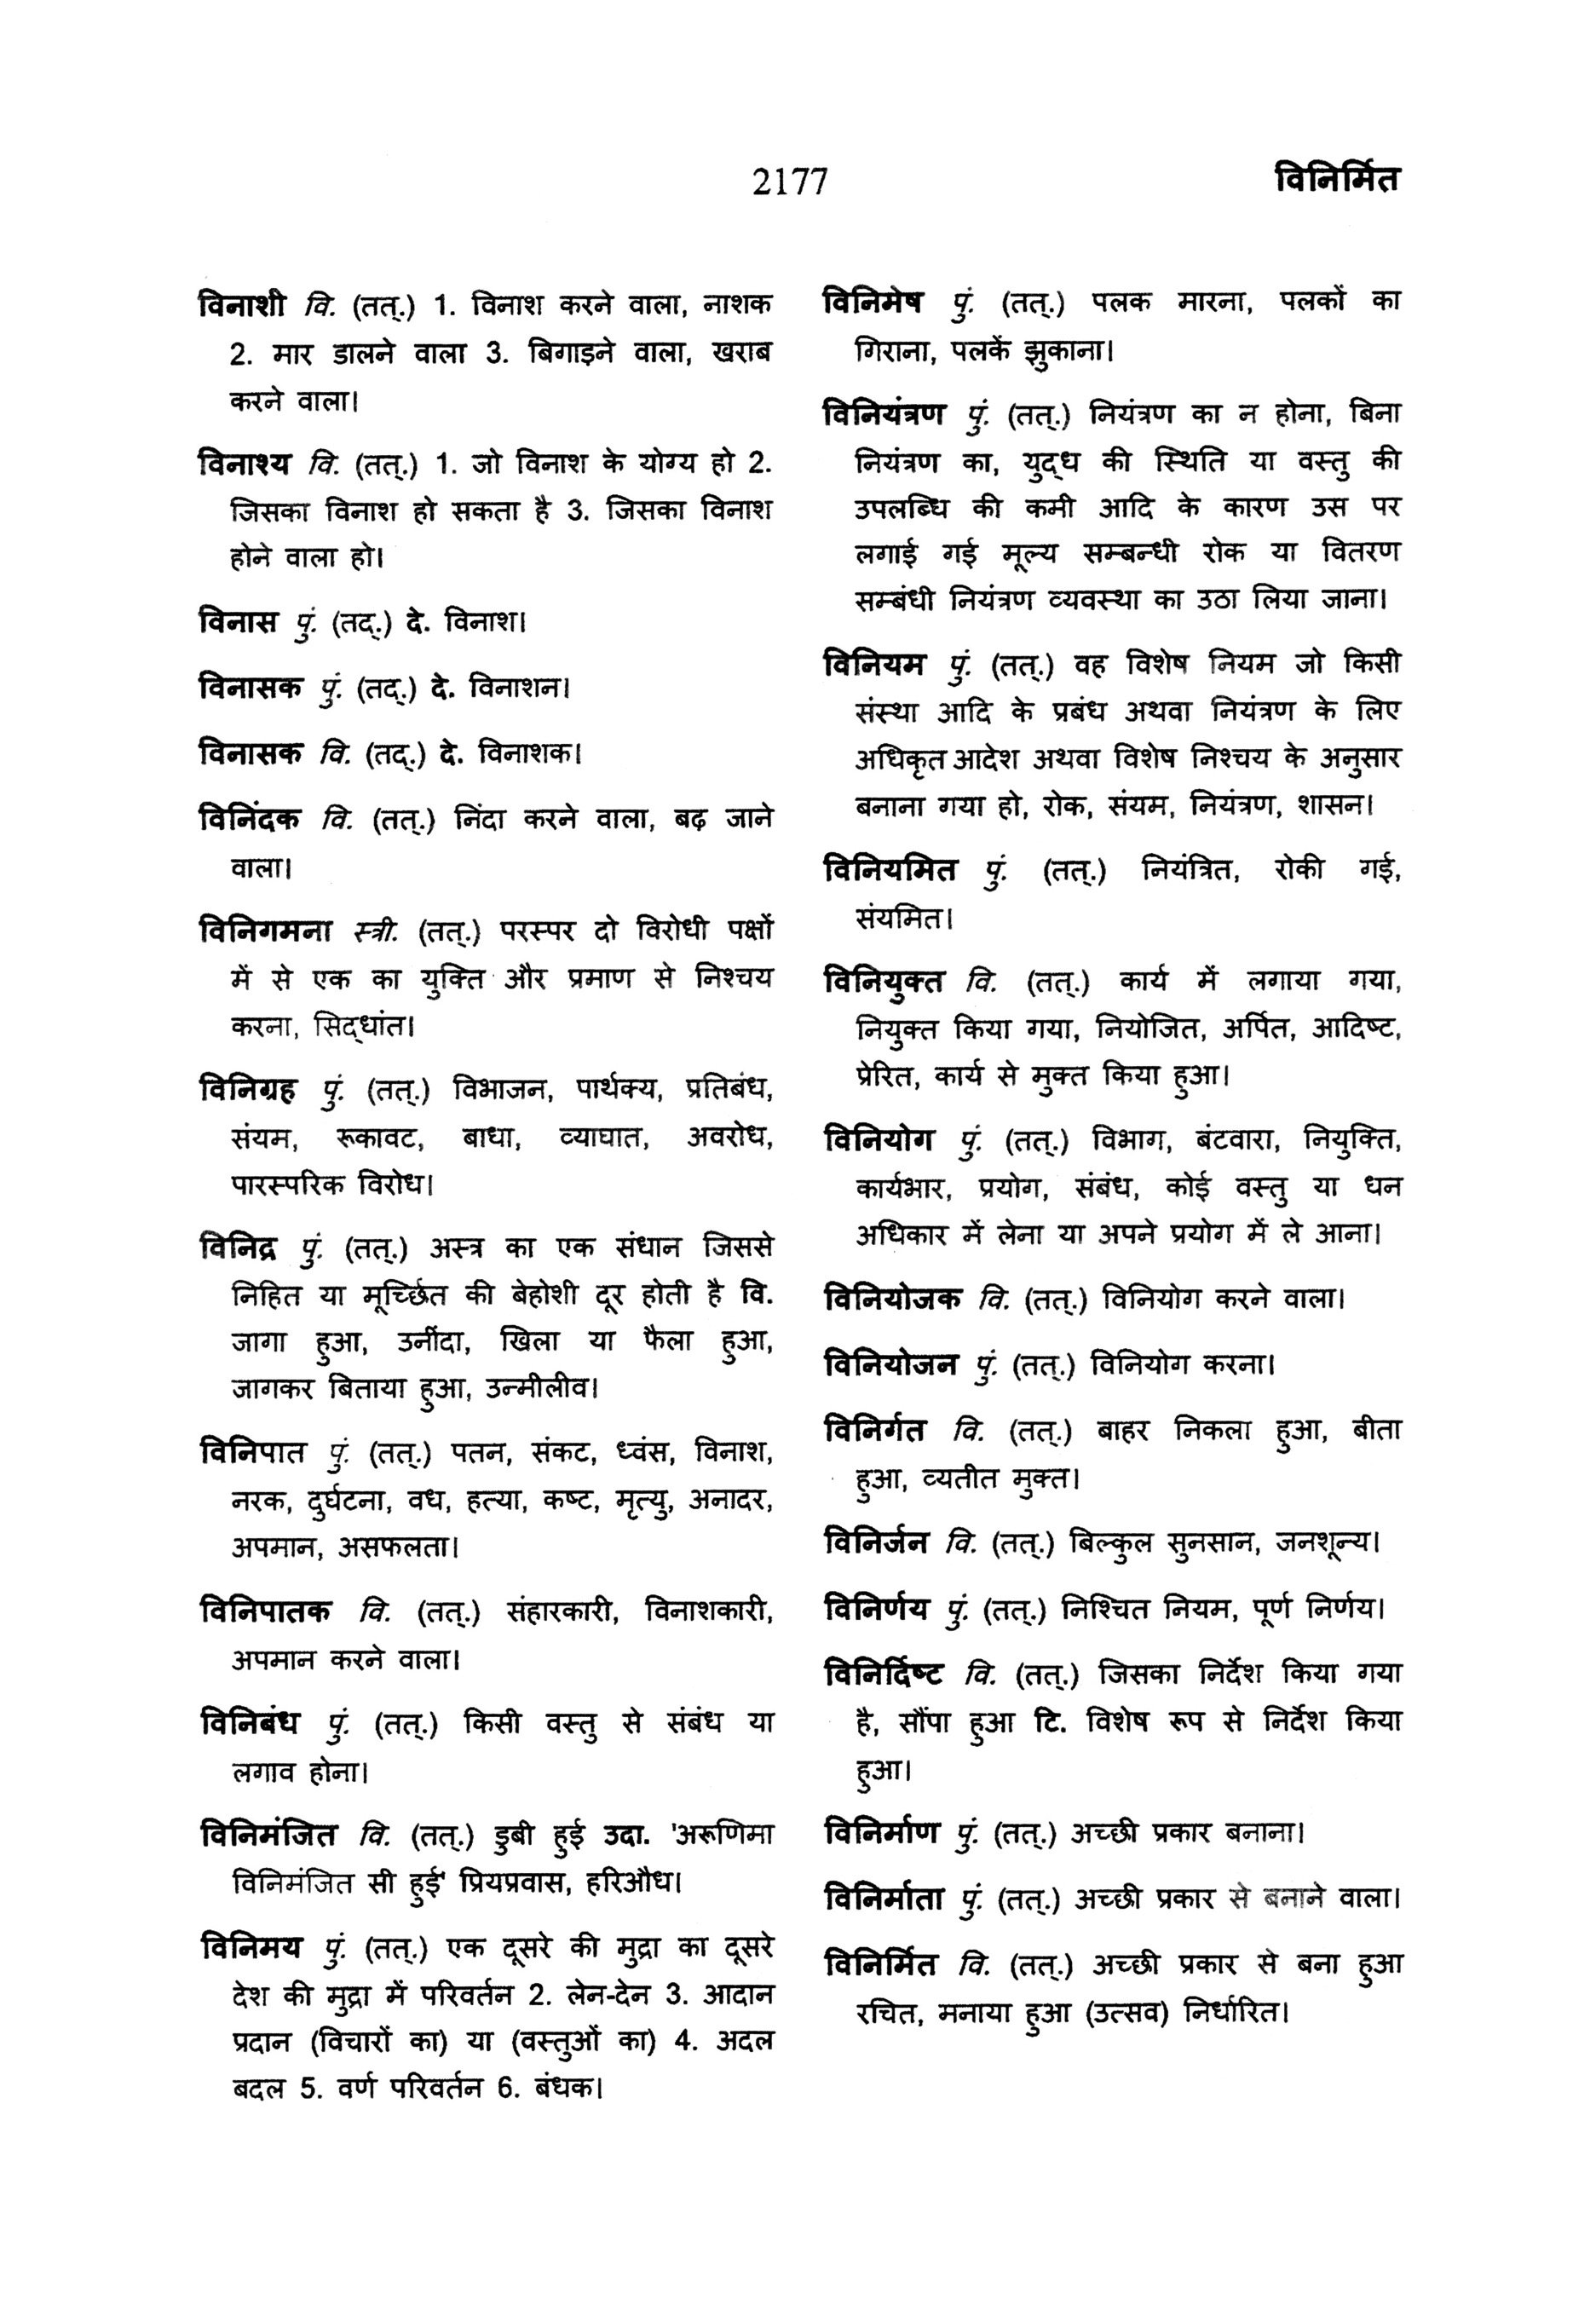 2177
विनिर्मित
विनाशी वि. (तत्.) 1. विनाश करने वाला, नाशक
2. मार डालने वाला 3. बिगाड़ने वाला, खराब
करने वाला।
विनाश्य वि. (तत्.) 1. जो विनाश के योग्य हो 2.
जिसका विनाश हो सकता है 3. जिसका विनाश
होने वाला हो।
विनास पुं. (तद्.) दे. विनाश।
विनासक पुं. (तद्.) दे. विनाशन।
विनासक वि. (तद्.) दे. विनाशक।
विनिंदक वि. (तत्.) निंदा करने वाला, बढ़ जाने
वाला।
विनिगमना स्त्री. (तत्.) परस्पर दो विरोधी पक्षों
में से एक का युक्ति और प्रमाण से निश्चय
करना, सिद्धांत।
विनिग्रह पुं. (तत्.) विभाजन, पार्थक्य, प्रतिबंध,
संयम, रूकावट, बाधा, व्याघात, अवरोध,
पारस्परिक विरोध।
विनिद्र पुं. (तत्.) अस्त्र का एक संधान जिससे
निहित या मूर्च्छित की बेहोशी दूर होती है वि.
जागा हुआ, उनींदा, खिला या फैला हुआ,
जागकर बिताया हुआ, उन्मीलीव।
विनिपात पुं. (तत्.) पतन, संकट, ध्वंस, विनाश,
नरक, दुर्घटना, वध, हत्या, कष्ट, मृत्यु, अनादर,
अपमान, असफलता।
विनिपातक वि. (तत्.) संहारकारी, विनाशकारी,
अपमान करने वाला।
विनिबंध पुं. (तत्.) किसी वस्तु से संबंध या
लगाव होना।
विनिमंजित वि. (तत्.) डुबी हुई उदा. 'अरूणिमा
विनिमंजित सी हुई' प्रियप्रवास, हरिऔध।
विनिमय पुं. (तत्.) एक दूसरे की मुद्रा का दूसरे
देश की मुद्रा में परिवर्तन 2. लेन-देन 3. आदान
प्रदान (विचारों का) या (वस्तुओं का) 4. अदल
बदल 5. वर्ण परिवर्तन 6. बंधक।
विनिमेष पुं. (तत्.) पलक मारना, पलकों का
गिराना, पलकें झुकाना।
विनियंत्रण पुं. (तत्.) नियंत्रण का न होना, बिना
नियंत्रण का, युद्ध की स्थिति या वस्तु की
उपलब्धि की कमी आदि के कारण उस पर
लगाई गई मूल्य सम्बन्धी रोक या वितरण
सम्बंधी नियंत्रण व्यवस्था का उठा लिया जाना।
विनियम पुं. (तत्.) वह विशेष नियम जो किसी
संस्था आदि के प्रबंध अथवा नियंत्रण के लिए
अधिकृत आदेश अथवा विशेष निश्चय के अनुसार
बनाना गया हो, रोक, संयम, नियंत्रण, शासन।
विनियमित पुं. (तत्.) नियंत्रित, रोकी गई,
संयमित।
विनियुक्त वि. (तत्.) कार्य में लगाया गया,
नियुक्त किया गया, नियोजित, अर्पित, आदिष्ट,
प्रेरित, कार्य से मुक्त किया हुआ।
विनियोग पुं. (तत्.) विभाग, बंटवारा, नियुक्ति,
कार्यभार, प्रयोग, संबंध, कोई वस्तु या धन
अधिकार में लेना या अपने प्रयोग में ले आना।
विनियोजक वि. (तत्.) विनियोग करने वाला।
विनियोजन पुं. (तत्.) विनियोग करना।
विनिर्गत वि. (तत्.) बाहर निकला हुआ, बीता
हुआ, व्यतीत मुक्त।
विनिर्जन वि. (तत्.) बिल्कुल सुनसान, जनशून्य।
विनिर्णय पुं. (तत्.) निश्चित नियम, पूर्ण निर्णय।
विनिर्दिष्ट वि. (तत्.) जिसका निर्देश किया गया
है, सौंपा हुआ टि. विशेष रूप से निर्देश किया
हुआ।
विनिर्माण पुं. (तत्.) अच्छी प्रकार बनाना।
विनिर्माता पुं. (तत्.) अच्छी प्रकार से बनाने वाला।
विनिर्मित वि. (तत्.) अच्छी प्रकार से बना हुआ
रचित, मनाया हुआ (उत्सव) निर्धारित।